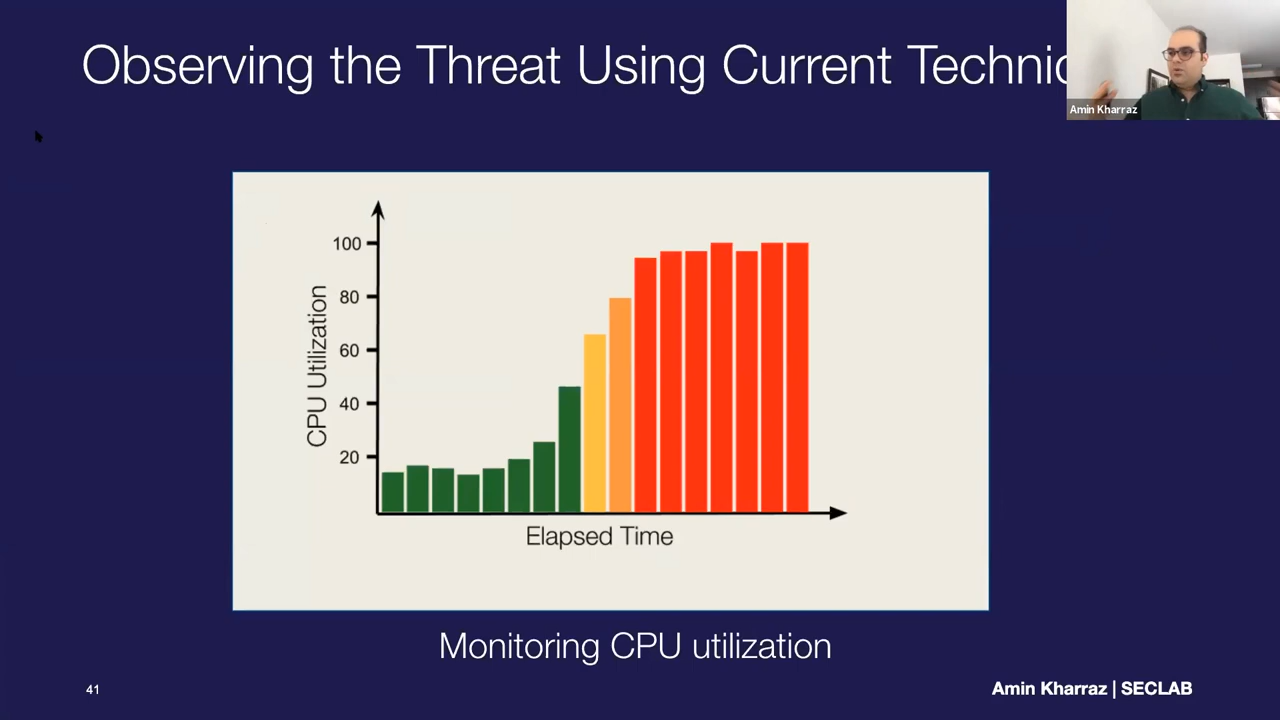 Observing the Threat Using Current Techni
Amin Kharraz
100
80
60
40
20
CPU Utilization
Elapsed Time
Monitoring CPU utilization
41
Amin Kharraz | SECLAB